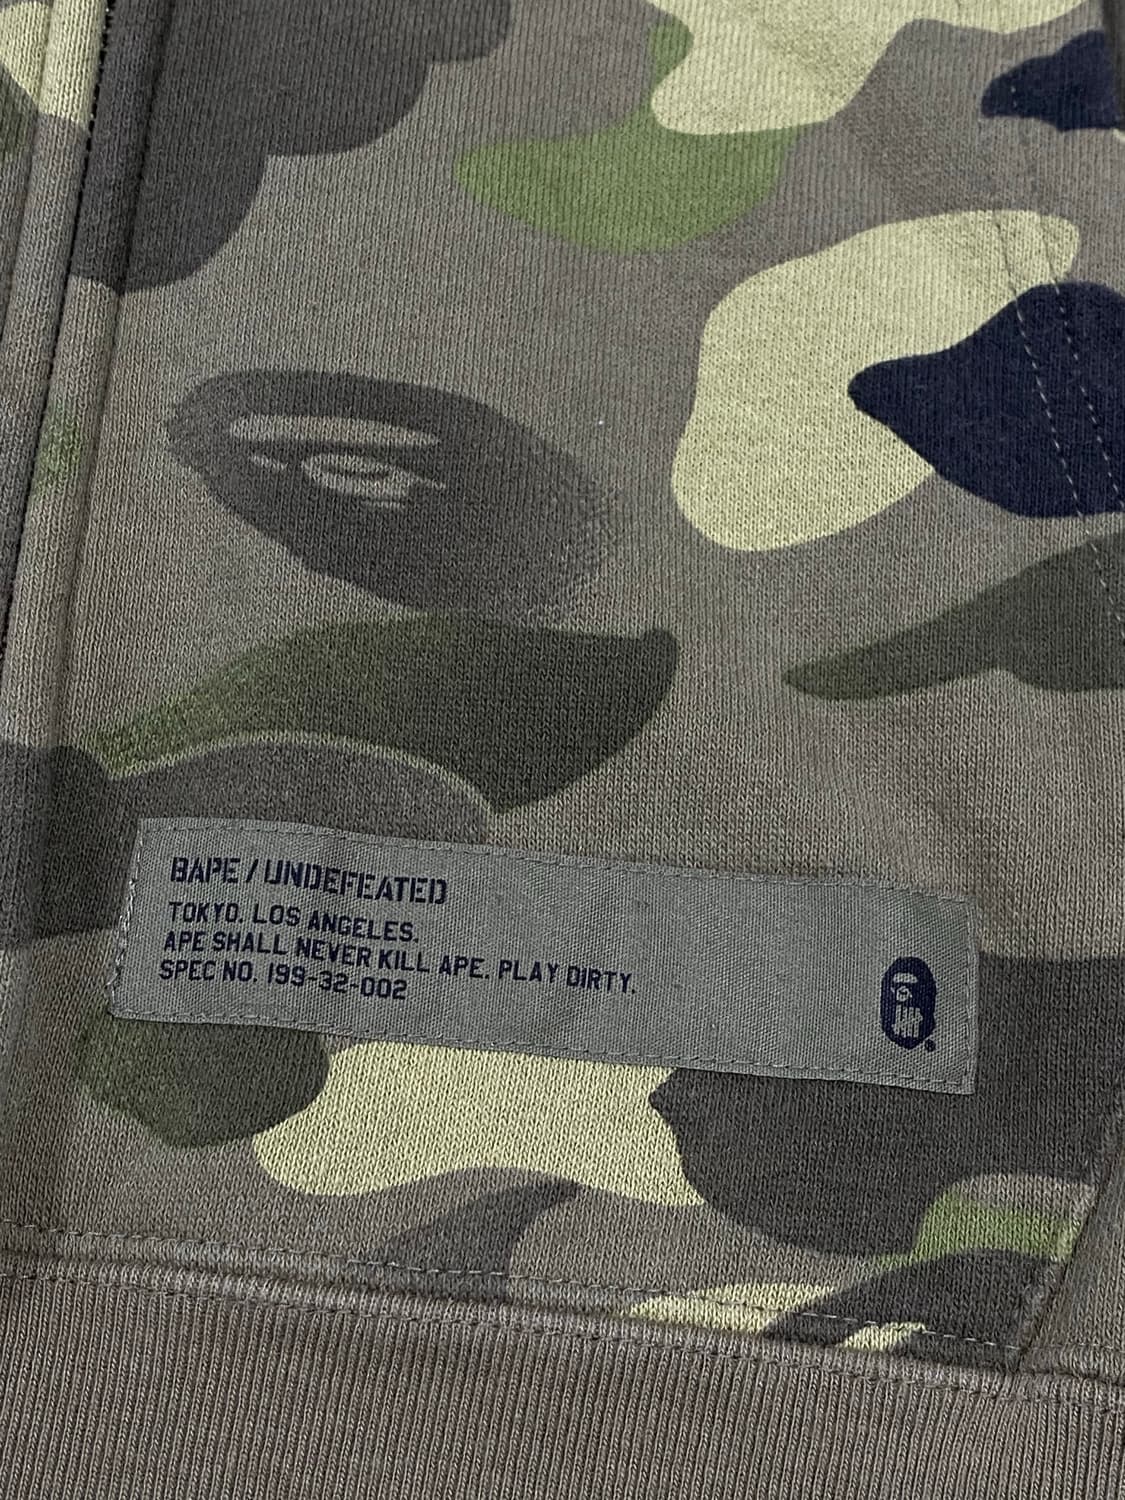 BAPE / UNDEFEATED
TOKYO. LOS ANGELES.
APE SHALL NEVER KILL APE. PLAY DIRTY.
SPEC NO. 199-32-002